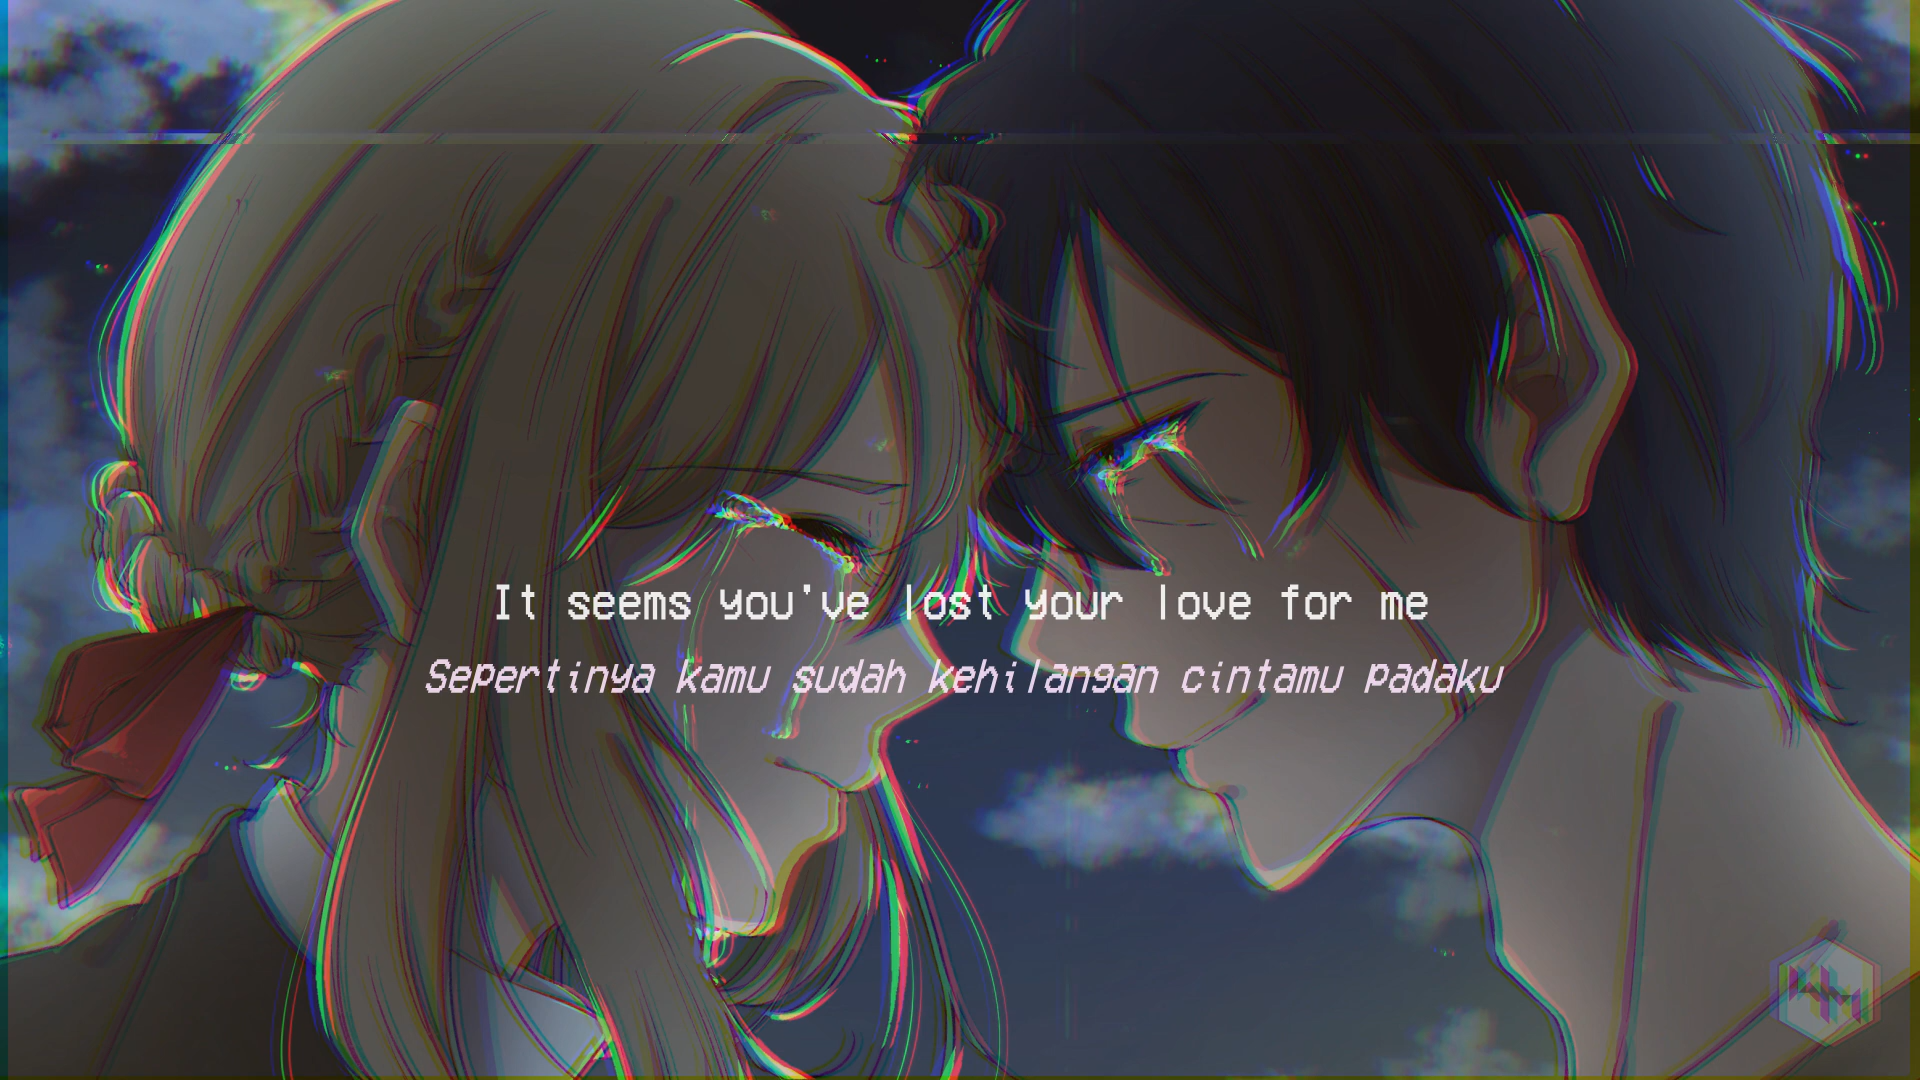 It seems you've lost your love for me
Sepertinya kamu sudah kehilangan cintamu padaku